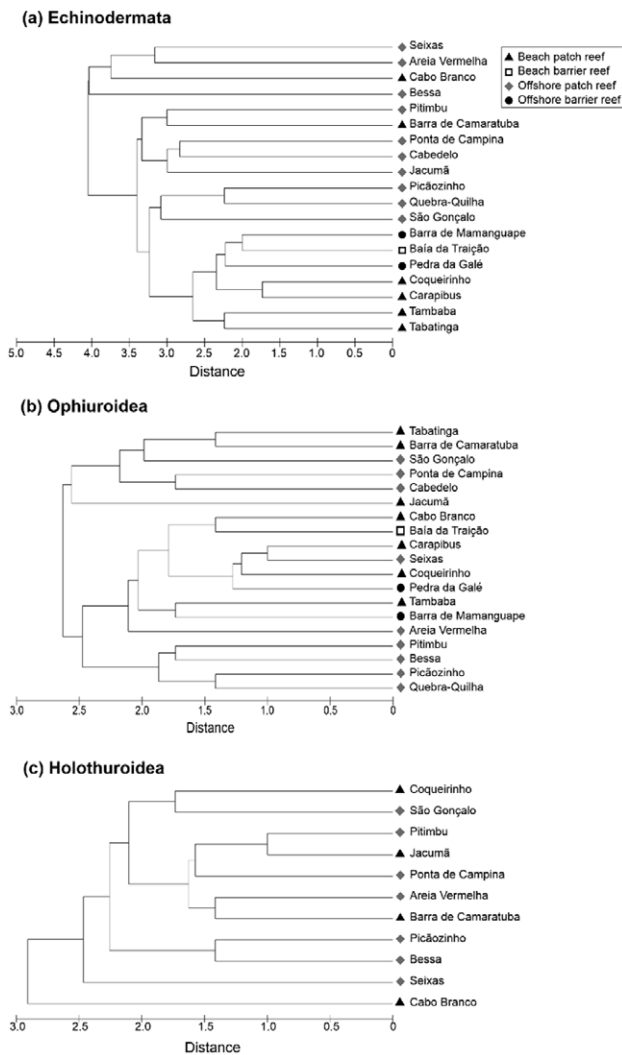 (a) Echinodermata
Seixas
Areia Vermelha
Cabo Branco
Bessa
Pitimbu
Barra de Camaratuba
Ponta de Campina
Cabedelo
Jacumã
Picãozinho
Quebra-Quilha
São Gonçalo
Barra de Mamanguape
Baía da Traição
Pedra da Galé
Coqueirinho
Carapibus
Tambaba
Tabatinga
Beach patch reef
Beach barrier reef
Offshore patch reef
Offshore barrier reef
5.0 4.5 4.0 3.5 3.0 2.5 2.0 1.5 1.0 0.5 0
Distance
(b) Ophiuroidea
Tabatinga
Barra de Camaratuba
São Gonçalo
Ponta de Campina
Cabedelo
Jacumã
Cabo Branco
Baía da Traição
Carapibus
Seixas
Coqueirinho
Pedra da Galé
Tambaba
Barra de Mamanguape
Areia Vermelha
Pitimbu
Bessa
Picãozinho
Quebra-Quilha
3.0 2.5 2.0 1.5 1.0 0.5 0
Distance
(c) Holothuroidea
Coqueirinho
São Gonçalo
Pitimbu
Jacumã
Ponta de Campina
Areia Vermelha
Barra de Camaratuba
Picãozinho
Bessa
Seixas
Cabo Branco
3.0 2.5 2.0 1.5 1.0 0.5 0
Distance